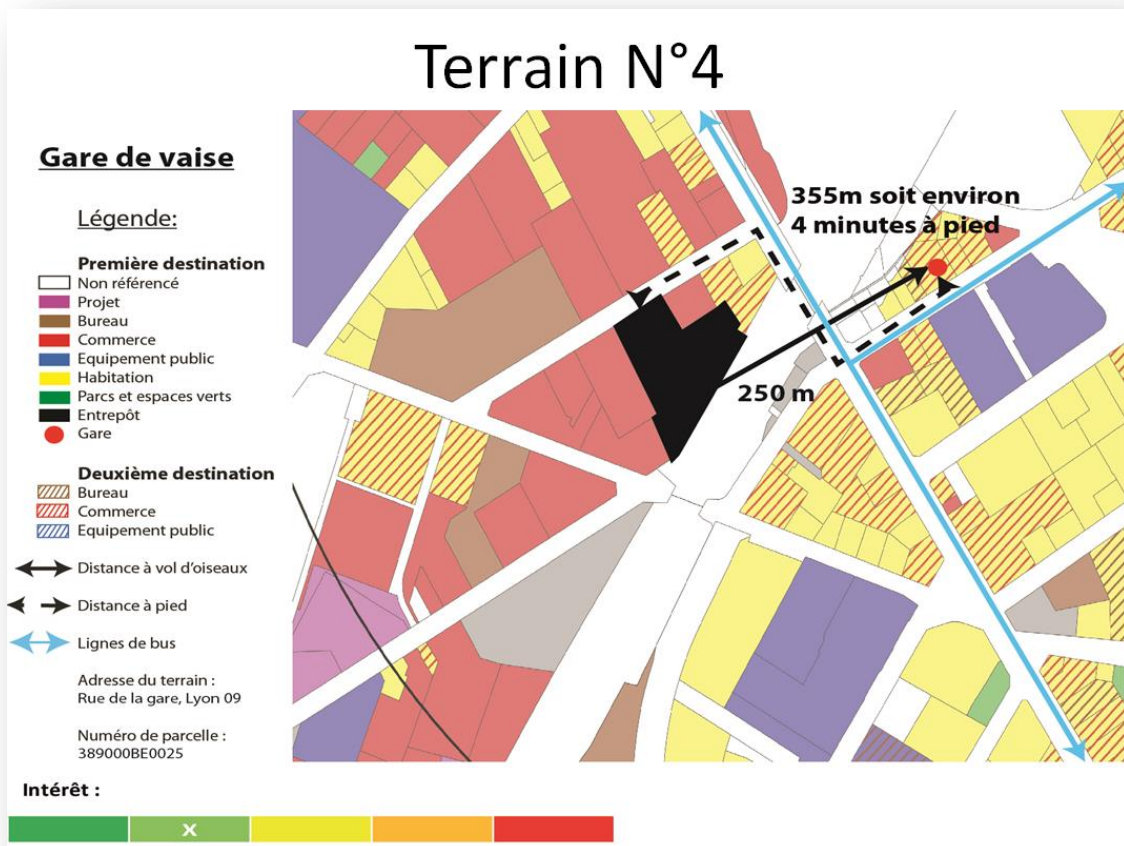 Terrain N°4
Gare de vaise
Légende:
Première destination
Non référencé
Projet
Bureau
Commerce
Equipement public
Habitation
Parcs et espaces verts
Entrepôt
Gare
Deuxième destination
Bureau
Commerce
Equipement public
Distance à vol d'oiseaux
Distance à pied
Lignes de bus
Adresse du terrain :
Rue de la gare, Lyon 09
Numéro de parcelle :
389000BE0025
355m soit environ
4 minutes à pied
250 m
Intérêt :
X